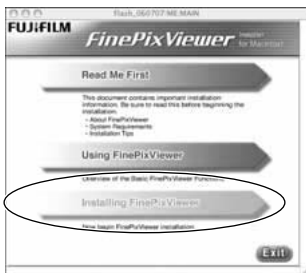 Flash_060707-ME.MAIN
FUJIFILM
FinePixViewer
for Macintosh
Read Me First
This document contains important installation
information. Be sure to read this before beginning the
installation.
- About FinePixViewer
- System Requirements
- Installation Tips
Using FinePixViewer
Overview of the Basic FinePixViewer Functions.
Installing FinePixViewer
Now begin FinePixViewer installation.
Exit